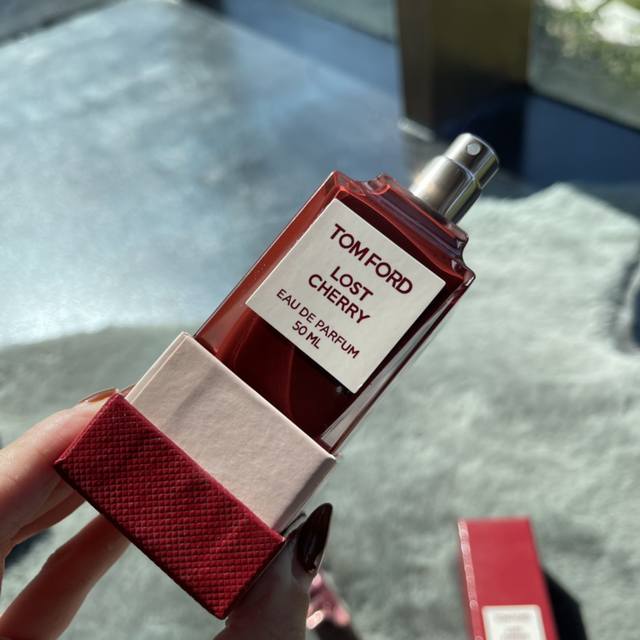 TOM FORD
LOST
CHERRY
EAU DE PARFUM
50 ML